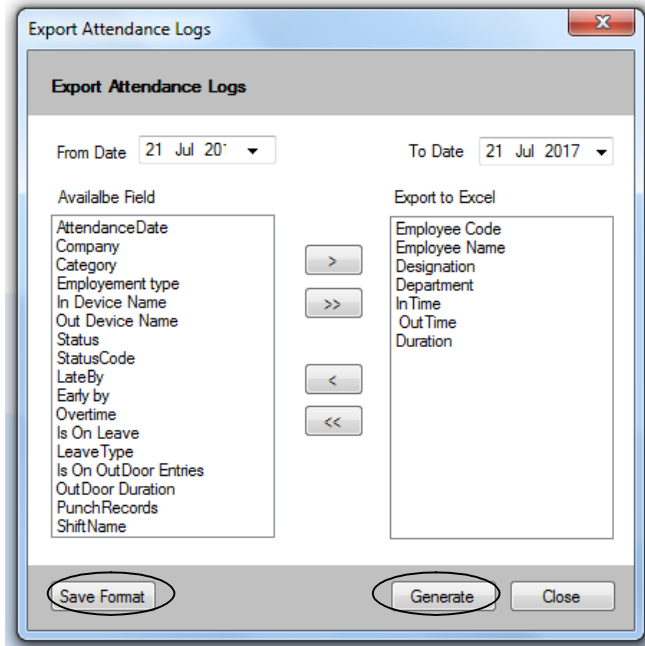 Export Attendance Logs
Export Attendance Logs
From Date 21 Jul 201 To Date 21 Jul 2017
Availalbe Field
AttendanceDate
Company
Category
Employement type
In Device Name
Out Device Name
Status
StatusCode
LateBy
Early by
Overtime
Is On Leave
LeaveType
Is On OutDoor Entries
OutDoor Duration
PunchRecords
ShiftName
>
>>
<
<<
Export to Excel
Employee Code
Employee Name
Designation
Department
InTime
OutTime
Duration
Save Format Generate Close